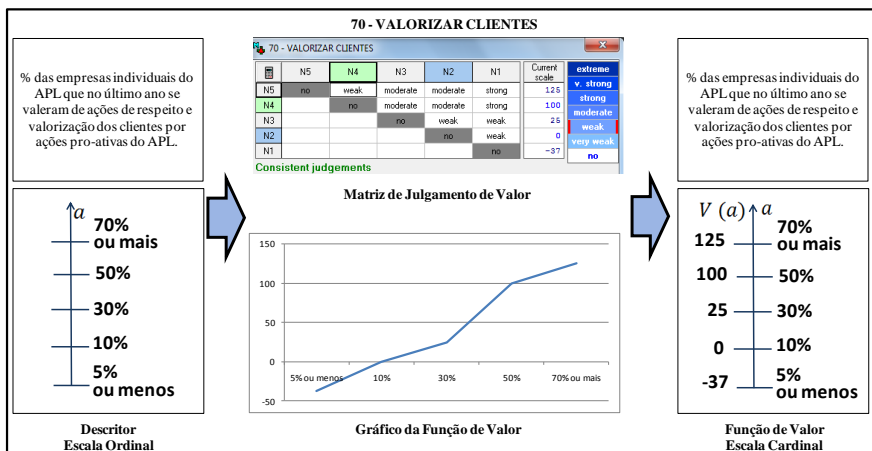 70 - VALORIZAR CLIENTES
% das empresas individuais do
APL que no último ano se
valeram de ações de respeito e
valorização dos clientes por
ações pro-ativas do APL.
a
70%
ou mais
50%
30%
10%
5%
ou menos
Descritor
Escala Ordinal
70 - VALORIZAR CLIENTES
N5 N4 N3 N2 N1 Current scale
N5 no weak moderate moderate strong 125
N4 no moderate moderate strong 100
N3 no weak weak 25
N2 no weak 0
N1 no -37
Consistent judgements
extreme
v. strong
strong
moderate
weak
very weak
no
Matriz de Julgamento de Valor
150
100
50
0
-50
5% ou menos 10% 30% 50% 70% ou mais
Gráfico da Função de Valor
% das empresas individuais do
APL que no último ano se
valeram de ações de respeito e
valorização dos clientes por
ações pro-ativas do APL.
V (a) a
125 70%
ou mais
100 50%
25 30%
0 10%
-37 5%
ou menos
Função de Valor
Escala Cardinal